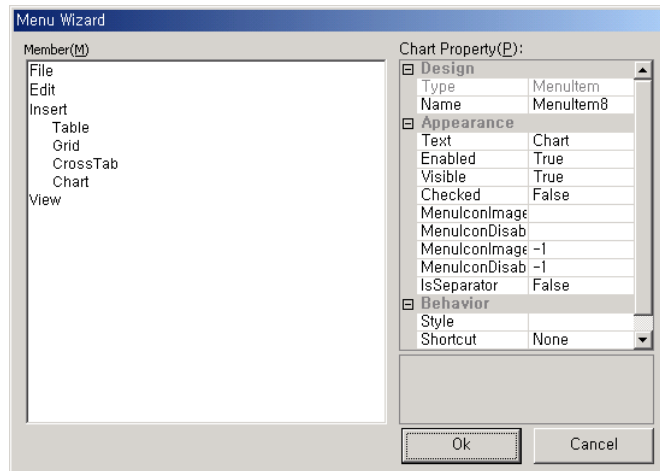 Menu Wizard
Member(M)
File
Edit
Insert
Table
Grid
CrossTab
Chart
View
Chart Property(P):
Design
Type MenuItem
Name MenuItem8
Appearance
Text Chart
Enabled True
Visible True
Checked False
MenuIconImage
MenuIconDisab
MenuIconImage -1
MenuIconDisab -1
IsSeparator False
Behavior
Style
Shortcut None
Ok Cancel